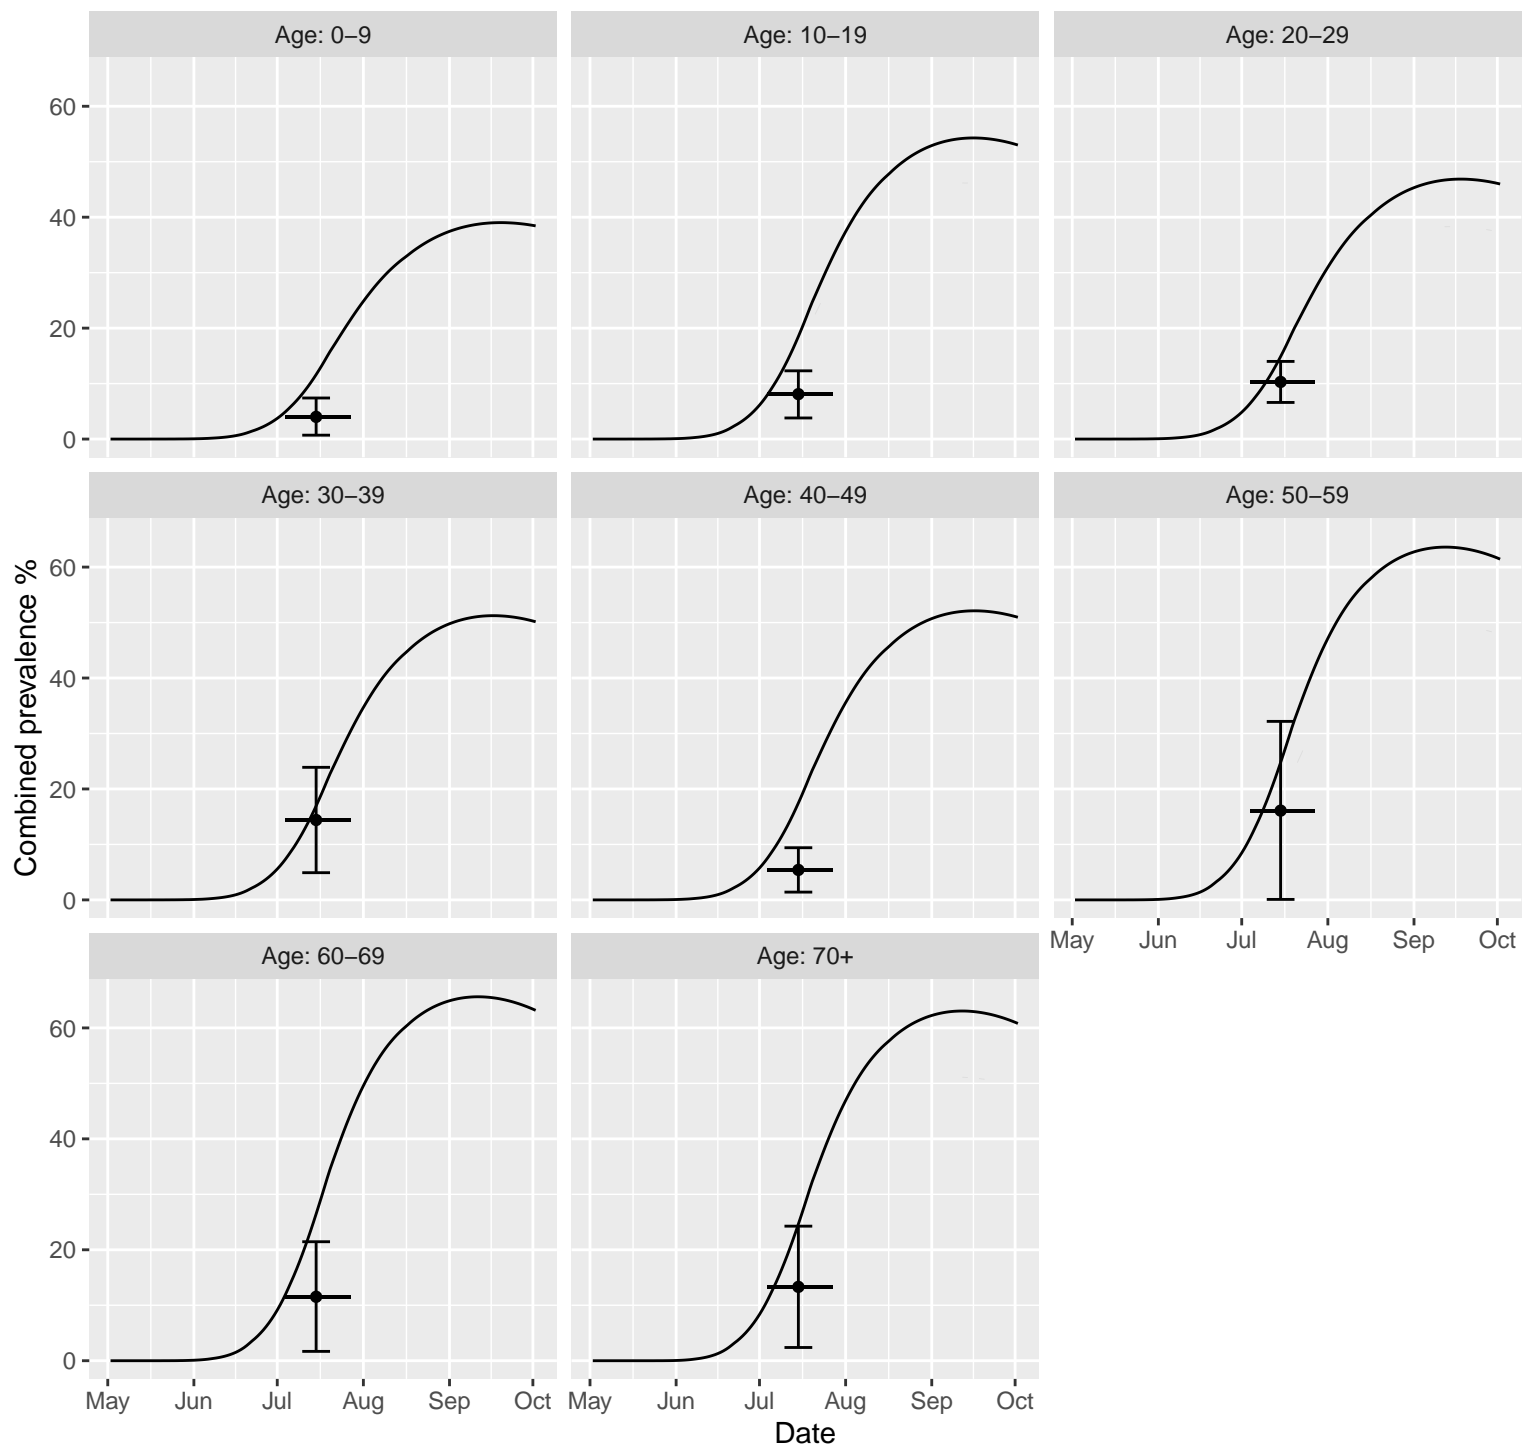 Age: 0–9
Age: 10–19
Age: 20–29
60
40
20
0
Age: 30–39
Age: 40–49
Age: 50–59
60
40
20
0
Combined prevalence %
May Jun Jul Aug Sep Oct
Age: 60–69
Age: 70+
60
40
20
0
May Jun Jul Aug Sep Oct
May Jun Jul Aug Sep Oct
Date